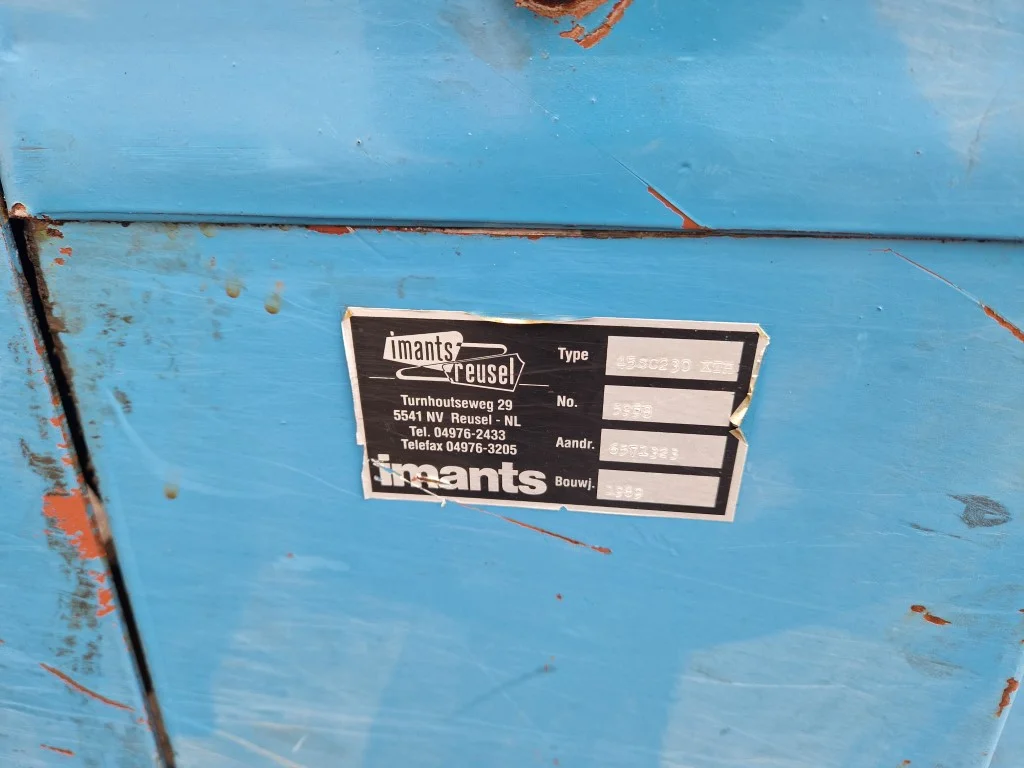 imants
reusel
Turnhoutseweg 29
5541 NV Reusel - NL
Tel. 04976-2433
Telefax 04976-3205
imants
Type
No.
Aandr.
Bouwj. 1989